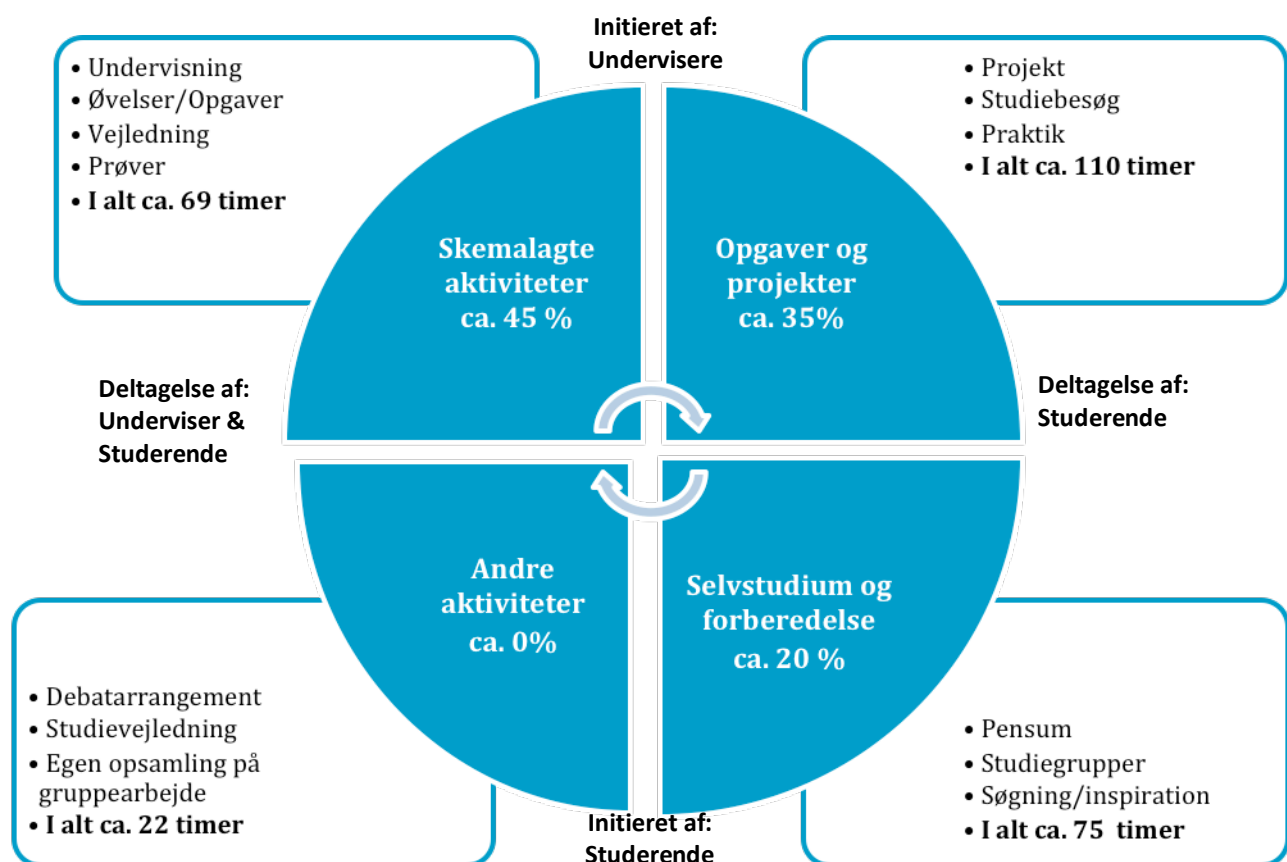 Initieret af:
Undervisere
• Undervisning
• Øvelser/Opgaver
• Vejledning
• Prøver
• I alt ca. 69 timer
• Projekt
• Studiebesøg
• Praktik
• I alt ca. 110 timer
Skemalagte
aktiviteter
ca. 45 %
Opgaver og
projekter
ca. 35%
Deltagelse af:
Underviser &
Studerende
Deltagelse af:
Studerende
Andre
aktiviteter
ca. 0%
Selvstudium og
forberedelse
ca. 20 %
• Debatarrangement
• Studievejledning
• Egen opsamling på
gruppearbejde
• I alt ca. 22 timer
• Pensum
• Studiegrupper
• Søgning/inspiration
• I alt ca. 75 timer
Initieret af:
Studerende